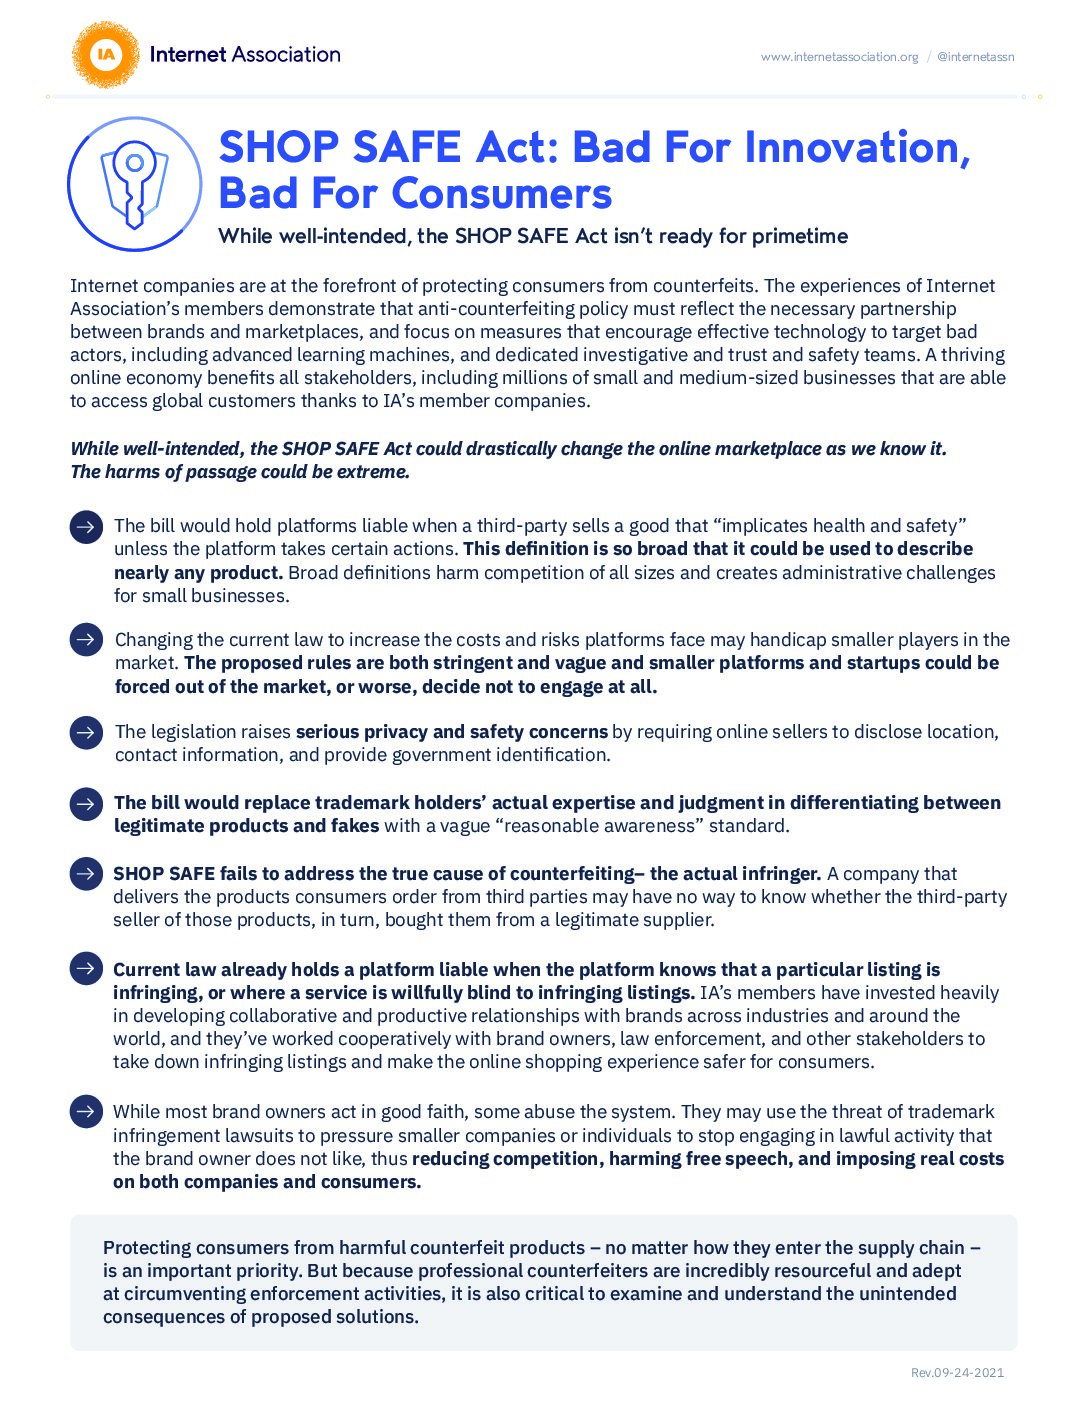 IA Internet Association
www.internetassociation.org / @internetassn
SHOP SAFE Act: Bad For Innovation,
Bad For Consumers
While well-intended, the SHOP SAFE Act isn't ready for primetime
Internet companies are at the forefront of protecting consumers from counterfeits. The experiences of Internet
Association's members demonstrate that anti-counterfeiting policy must reflect the necessary partnership
between brands and marketplaces, and focus on measures that encourage effective technology to target bad
actors, including advanced learning machines, and dedicated investigative and trust and safety teams. A thriving
online economy benefits all stakeholders, including millions of small and medium-sized businesses that are able
to access global customers thanks to IA's member companies.
While well-intended, the SHOP SAFE Act could drastically change the online marketplace as we know it.
The harms of passage could be extreme.
The bill would hold platforms liable when a third-party sells a good that “implicates health and safety”
unless the platform takes certain actions. This definition is so broad that it could be used to describe
nearly any product. Broad definitions harm competition of all sizes and creates administrative challenges
for small businesses.
Changing the current law to increase the costs and risks platforms face may handicap smaller players in the
market. The proposed rules are both stringent and vague and smaller platforms and startups could be
forced out of the market, or worse, decide not to engage at all.
The legislation raises serious privacy and safety concerns by requiring online sellers to disclose location,
contact information, and provide government identification.
The bill would replace trademark holders' actual expertise and judgment in differentiating between
legitimate products and fakes with a vague “reasonable awareness” standard.
SHOP SAFE fails to address the true cause of counterfeiting– the actual infringer. A company that
delivers the products consumers order from third parties may have no way to know whether the third-party
seller of those products, in turn, bought them from a legitimate supplier.
Current law already holds a platform liable when the platform knows that a particular listing is
infringing, or where a service is willfully blind to infringing listings. IA's members have invested heavily
in developing collaborative and productive relationships with brands across industries and around the
world, and they've worked cooperatively with brand owners, law enforcement, and other stakeholders to
take down infringing listings and make the online shopping experience safer for consumers.
While most brand owners act in good faith, some abuse the system. They may use the threat of trademark
infringement lawsuits to pressure smaller companies or individuals to stop engaging in lawful activity that
the brand owner does not like, thus reducing competition, harming free speech, and imposing real costs
on both companies and consumers.
Protecting consumers from harmful counterfeit products – no matter how they enter the supply chain –
is an important priority. But because professional counterfeiters are incredibly resourceful and adept
at circumventing enforcement activities, it is also critical to examine and understand the unintended
consequences of proposed solutions.
Rev.09-24-2021